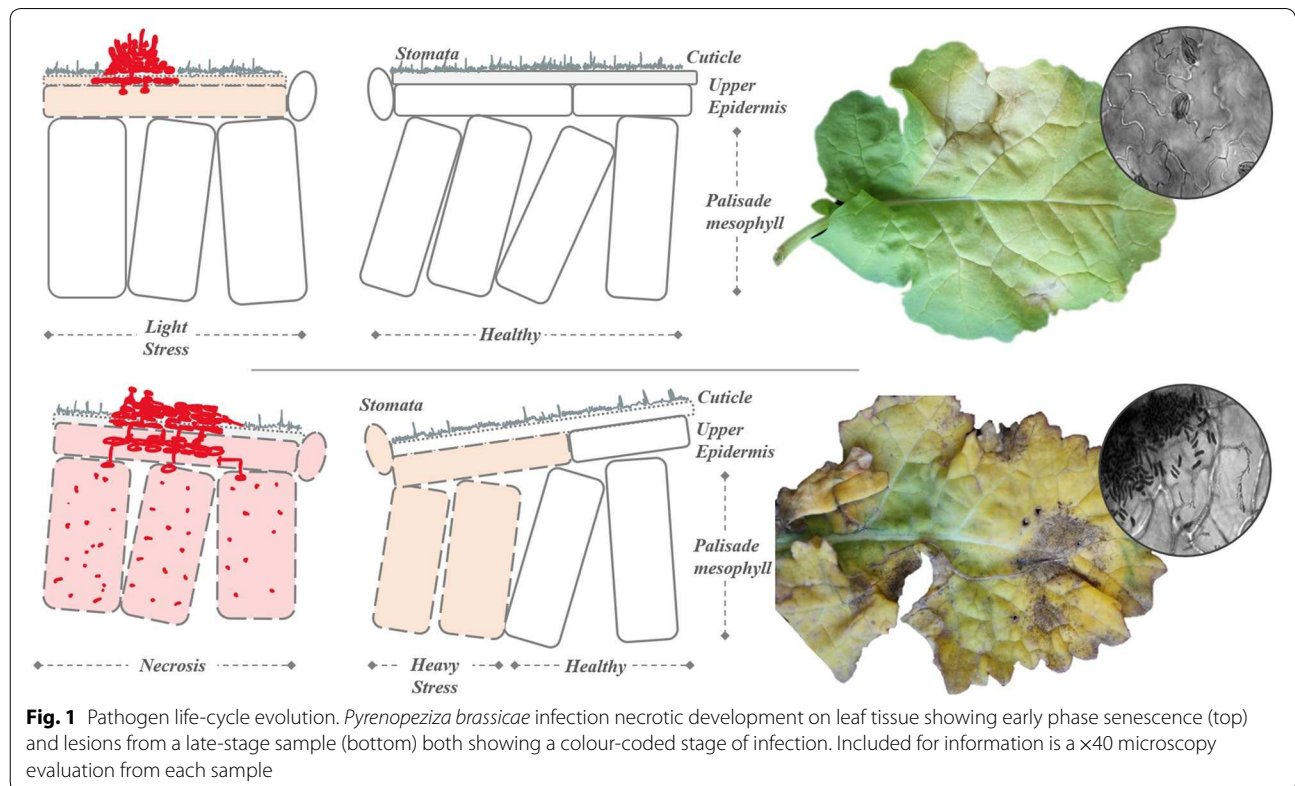 Stomata
Cuticle
Upper
Epidermis
Palisade
mesophyll
Light
Stress
Healthy
Stomata
Cuticle
Upper
Epidermis
Palisade
mesophyll
Necrosis
Heavy
Stress
Healthy
Fig. 1 Pathogen life-cycle evolution. Pyrenopeziza brassicae infection necrotic development on leaf tissue showing early phase senescence (top)
and lesions from a late-stage sample (bottom) both showing a colour-coded stage of infection. Included for information is a ×40 microscopy
evaluation from each sample